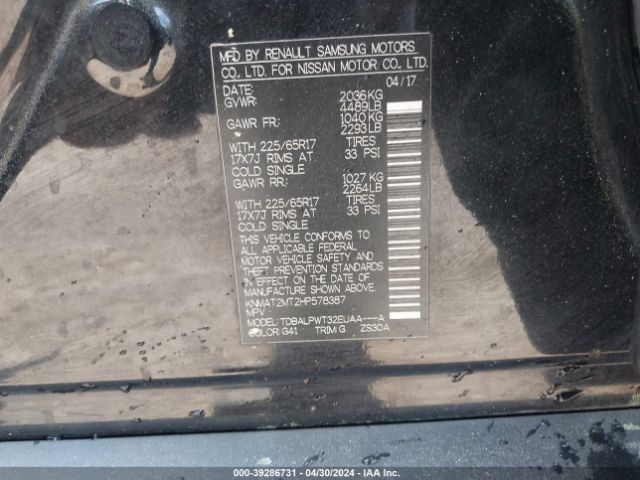 MFD BY RENAULT SAMSUNG MOTORS
CO. LTD. FOR NISSAN MOTOR CO. LTD.
DATE: 04/17
GVWR: 2036KG
4489LB
GAWR FR: 1040 KG
2293LB
WITH 225/65R17 TIRES
17X7J RIMS AT 33 PSI
COLD SINGLE
GAWR RR: 1027 KG
2264LB
WITH 225/65R17 TIRES
17X7J RIMS AT 33 PSI
COLD SINGLE
THIS VEHICLE CONFORMS TO
ALL APPLICABLE FEDERAL
MOTOR VEHICLE SAFETY AND
THEFT PREVENTION STANDARDS
IN EFFECT ON THE DATE OF
MANUFACTURE.
KNMAT2MT2HP578387
MPV
MODEL: TDBALPWT32EUAA---A
COLOR: G41 TRIM: G ZS30A
000-39286731 - 04/30/2024 - IAA Inc.